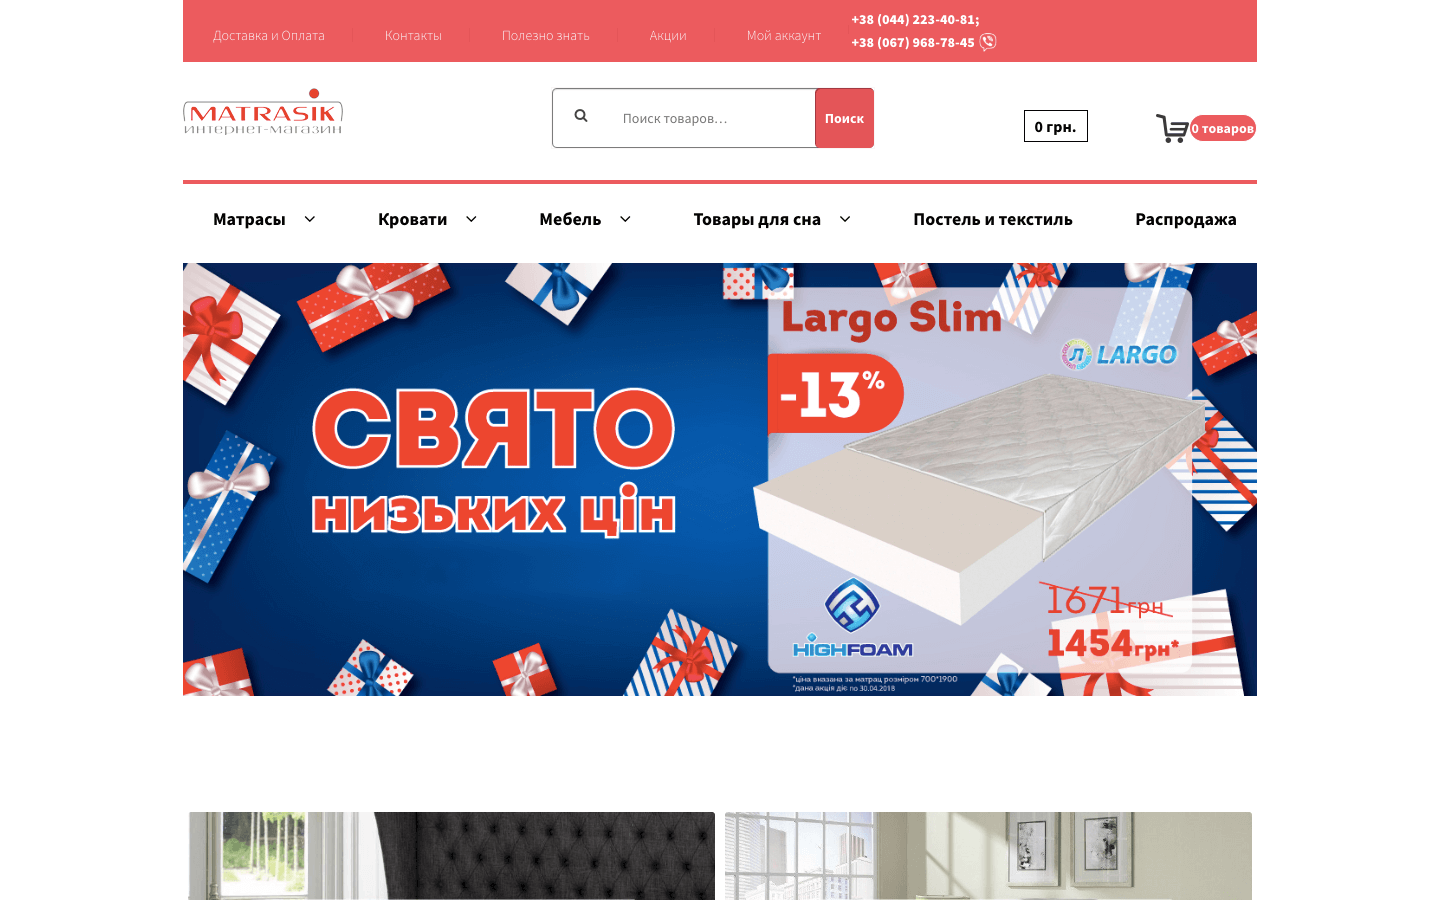 Доставка и Оплата
Контакты
Полезно знать
Акции
Мой аккаунт
+38 (044) 223-40-81;
+38 (067) 968-78-45
MATRASIK
интернет-магазин
Поиск товаров…
Поиск
0 грн.
0 товаров
Матрасы
Кровати
Мебель
Товары для сна
Постель и текстиль
Распродажа
СВЯТО
низьких цін
Largo Slim
Л LARGO
-13%
HIGHFOAM
1671грн
1454грн*
*ціна вказана за матрац розміром 700*1900
*дана акція діє по 30.04.2018